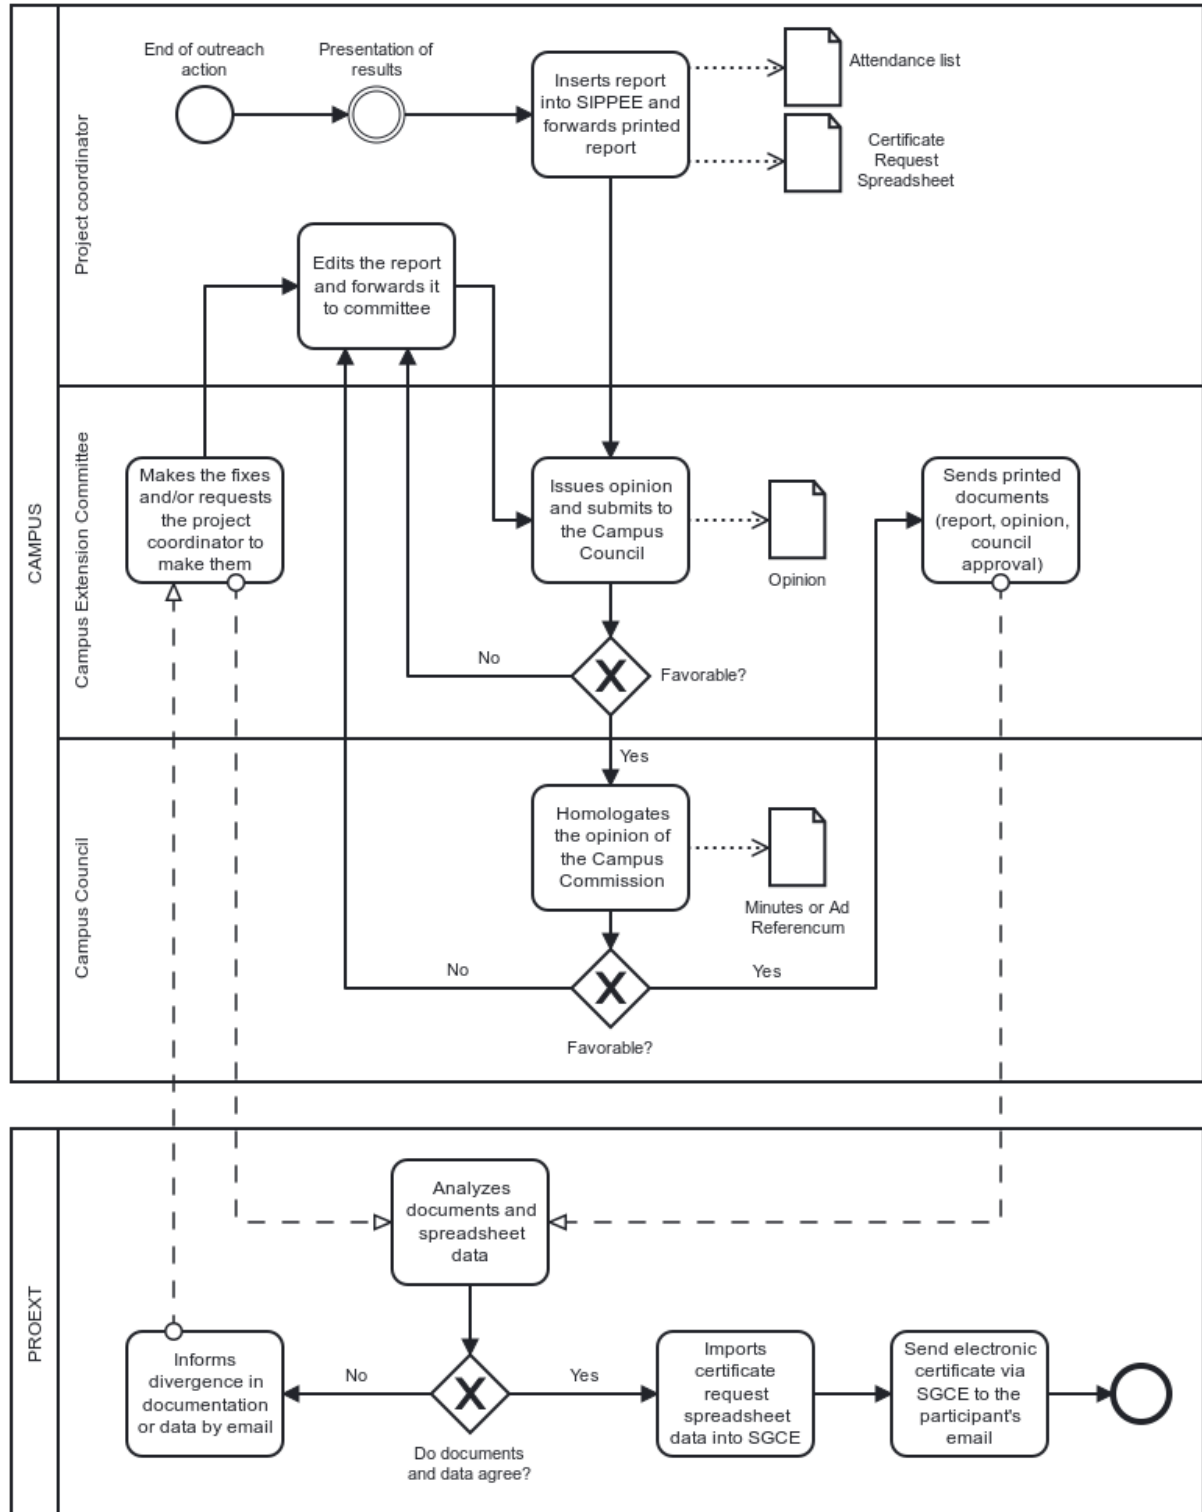 End of outreach
action
Presentation of
results
Inserts report
into SIPPEE and
forwards printed
report
Attendance list
Certificate
Request
Spreadsheet
Project coordinator
Edits the report
and forwards it
to committee
CAMPUS
Campus Extension Committee
Makes the fixes
and/or requests
the project
coordinator to
make them
Issues opinion
and submits to
the Campus
Council
Opinion
Sends printed
documents
(report, opinion,
council
approval)
No
X
Favorable?
Yes
Campus Council
Homologates
the opinion of
the Campus
Commission
Minutes or Ad
Referencum
No
X
Yes
Favorable?
PROEXT
Analyzes
documents and
spreadsheet
data
Informs
divergence in
documentation
or data by email
No
X
Yes
Do documents
and data agree?
Imports
certificate
request
spreadsheet
data into SGCE
Send electronic
certificate via
SGCE to the
participant's
email